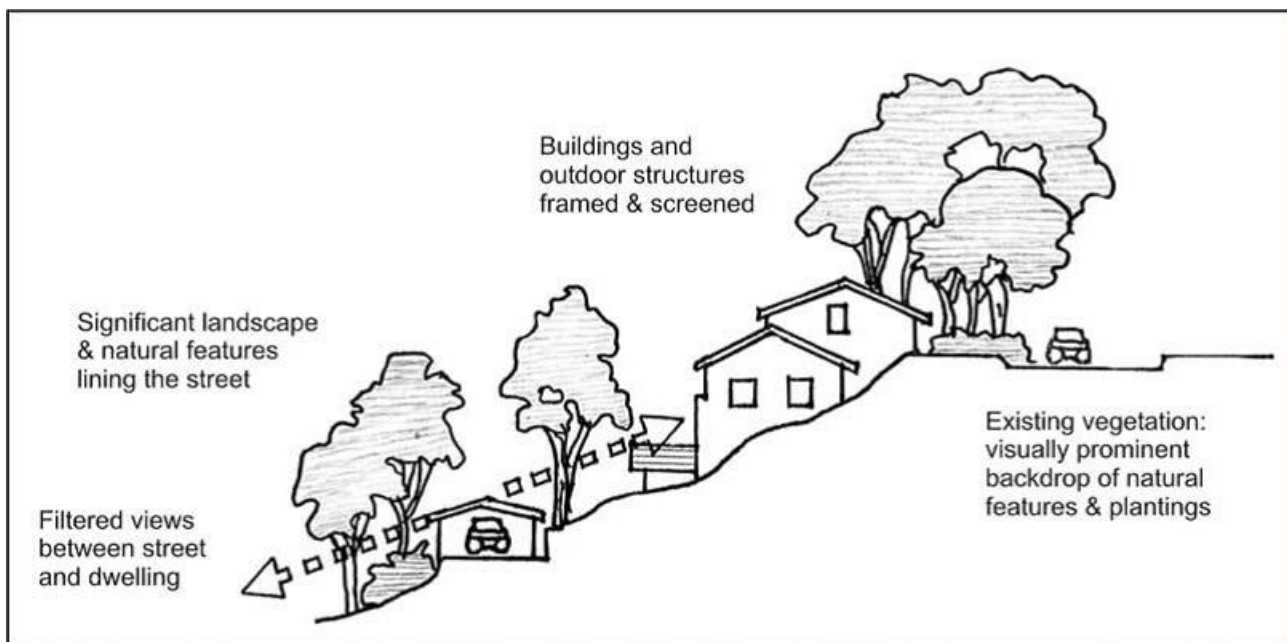 Buildings and
outdoor structures
framed & screened
Significant landscape
& natural features
lining the street
Existing vegetation:
visually prominent
backdrop of natural
features & plantings
Filtered views
between street
and dwelling